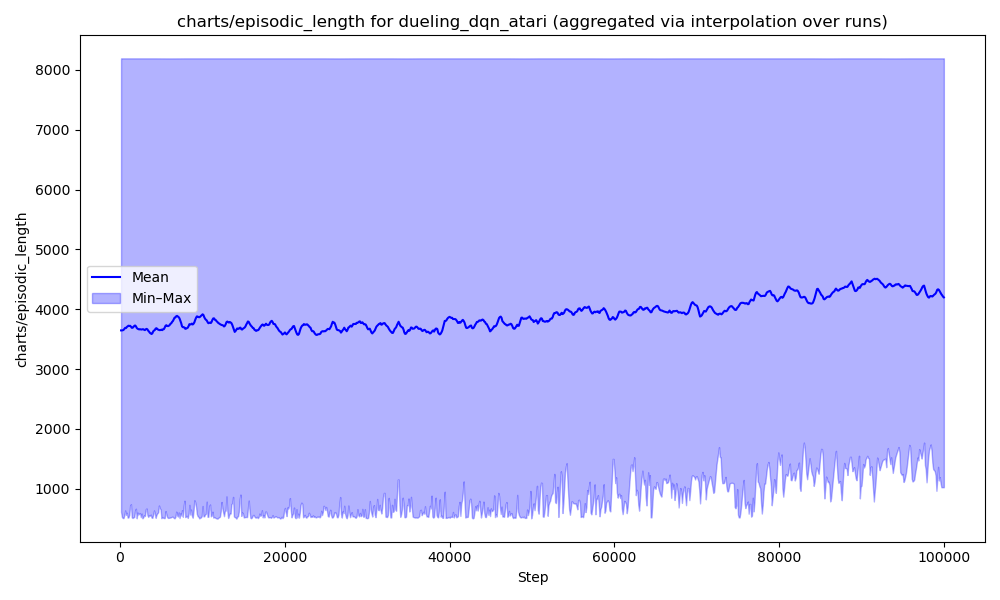 charts/episodic_length for dueling_dqn_atari (aggregated via interpolation over runs)
charts/episodic_length
8000
7000
6000
5000
4000
3000
2000
1000
Mean
Min–Max
0
20000
40000
60000
80000
100000
Step